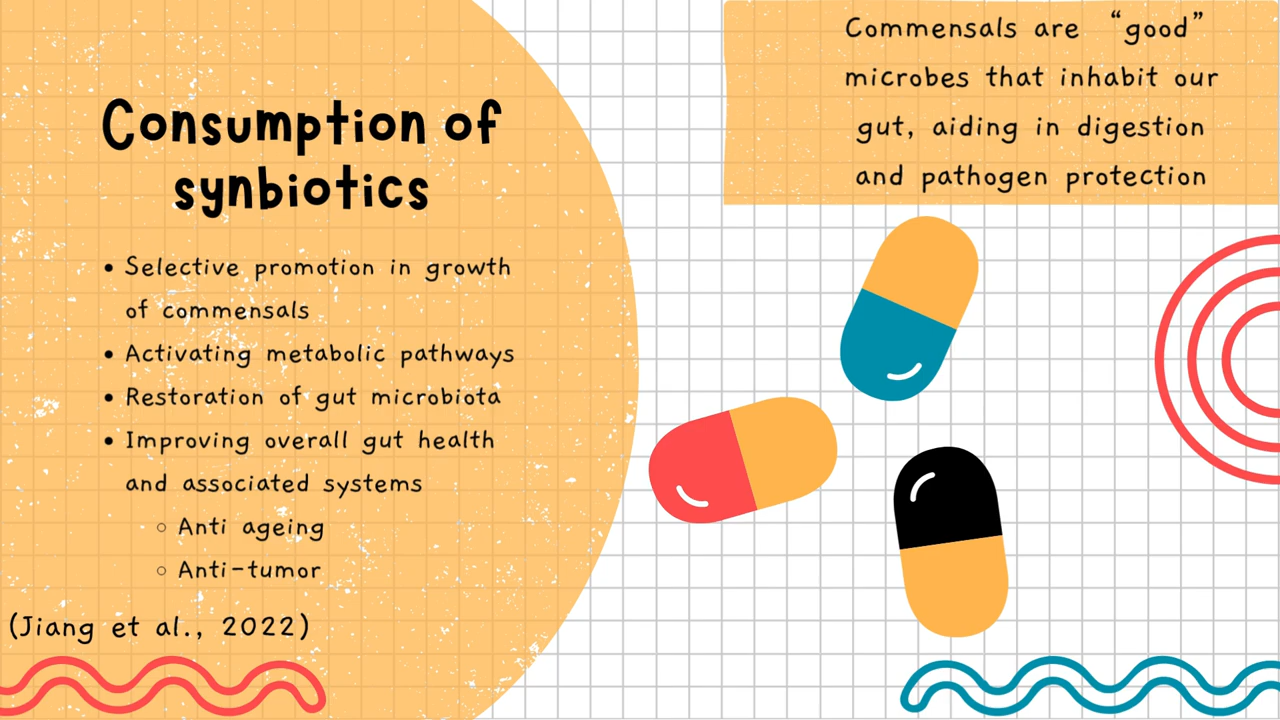 Consumption of
synbiotics
• Selective promotion in growth
of commensals
• Activating metabolic pathways
• Restoration of gut microbiota
• Improving overall gut health
and associated systems
○ Anti ageing
○ Anti-tumor
(Jiang et al., 2022)
Commensals are “good”
microbes that inhabit our
gut, aiding in digestion
and pathogen protection